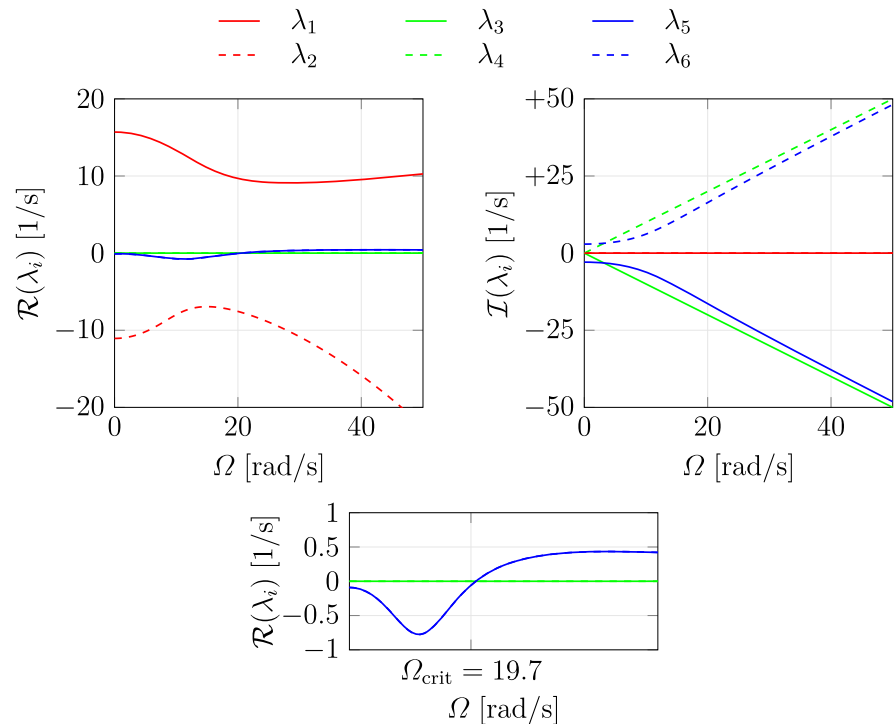 λ₁ λ₃ λ₅
λ₂ λ₄ λ₆
20
10
0
−10
−20
0 20 40
ℛ(λᵢ) [1/s]
Ω [rad/s]
+50
+25
0
−25
−50
0 20 40
ℐ(λᵢ) [1/s]
Ω [rad/s]
1
0.5
0
−0.5
−1
ℛ(λᵢ) [1/s]
Ω_crit = 19.7
Ω [rad/s]